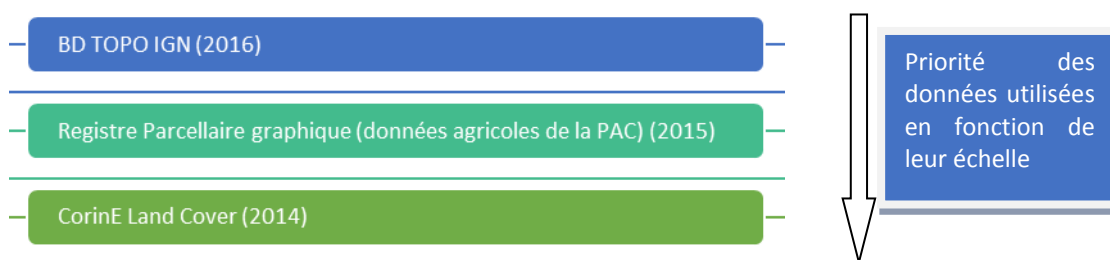 BD TOPO IGN (2016)
Registre Parcellaire graphique (données agricoles de la PAC) (2015)
CorinE Land Cover (2014)
Priorité des
données utilisées
en fonction de
leur échelle